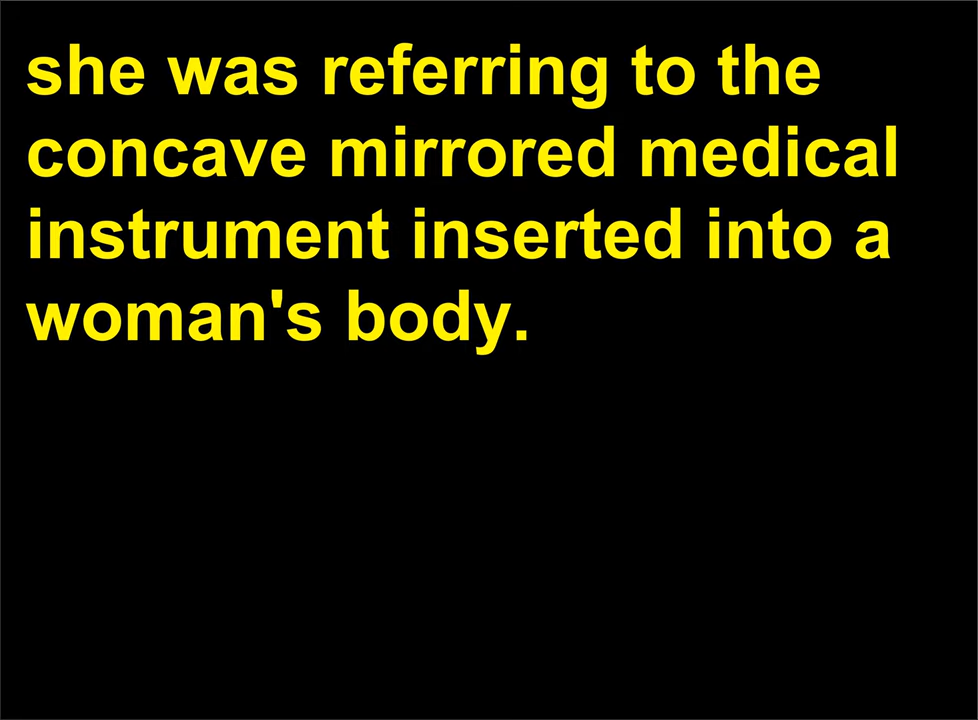 she was referring to the
concave mirrored medical
instrument inserted into a
woman's body.